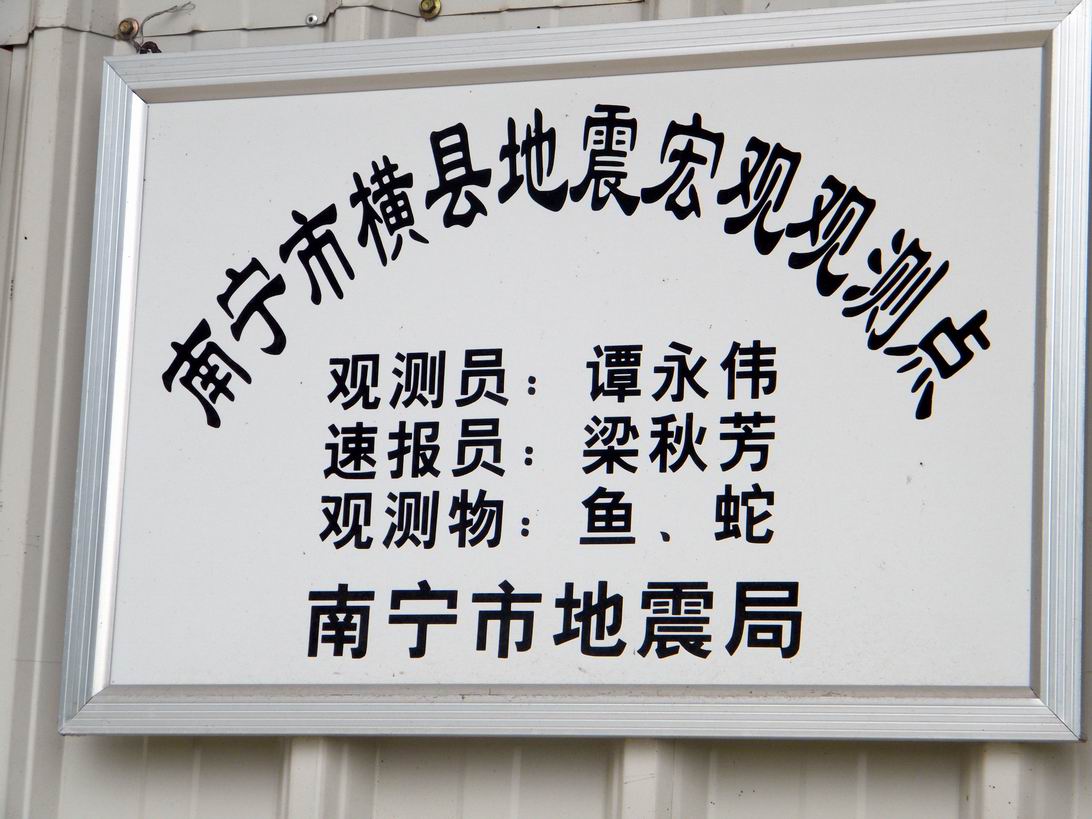 南宁市横县地震宏观观测点
观测员：谭永伟
速报员：梁秋芳
观测物：鱼、蛇
南宁市地震局